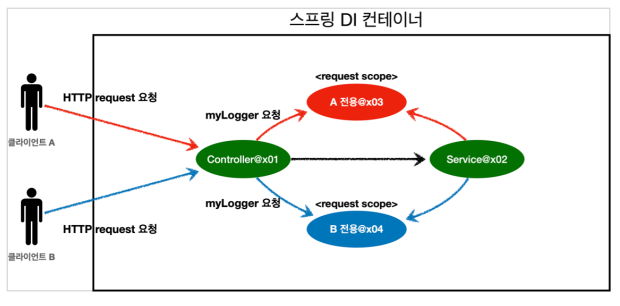 스프링 DI 컨테이너
<request scope>
HTTP request 요청
A 전용@x03
myLogger 요청
클라이언트 A
Controller@x01
Service@x02
myLogger 요청
<request scope>
HTTP request 요청
B 전용@x04
클라이언트 B